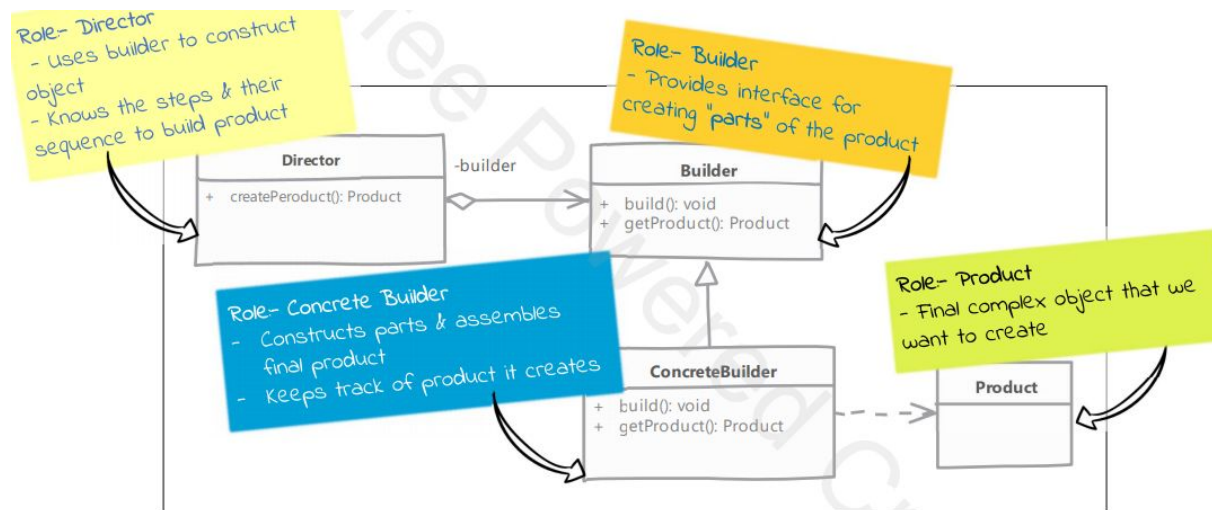 Role:- Director
- Uses builder to construct
object
- Knows the steps & their
sequence to build product
Role:- Builder
- Provides interface for
creating "parts" of the product
Director
+ createPeroduct(): Product
-builder
Builder
+ build(): void
+ getProduct(): Product
Role:- Concrete Builder
- Constructs parts & assembles
final product
- Keeps track of product it creates
Role:- Product
- Final complex object that we
want to create
ConcreteBuilder
+ build(): void
+ getProduct(): Product
Product
Powered